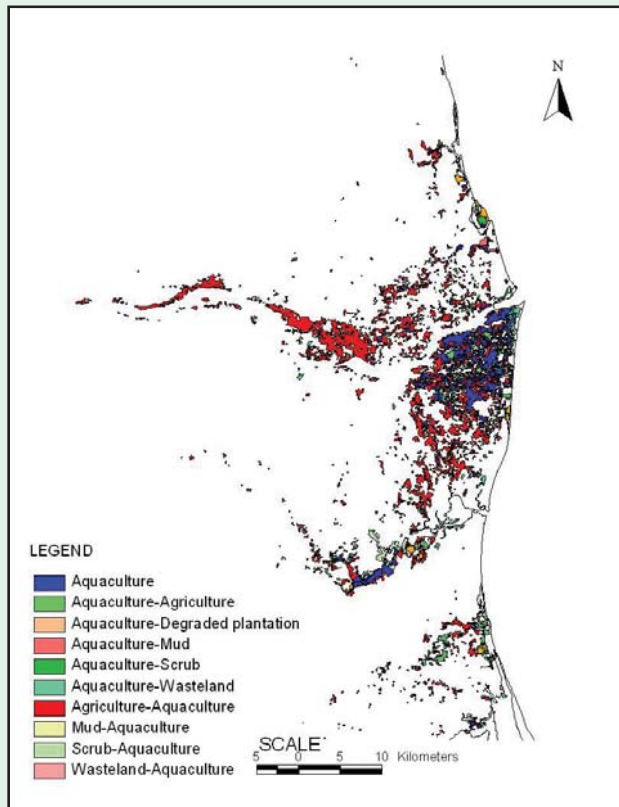 N
LEGEND
Aquaculture
Aquaculture-Agriculture
Aquaculture-Degraded plantation
Aquaculture-Mud
Aquaculture-Scrub
Aquaculture-Wasteland
Agriculture-Aquaculture
Mud-Aquaculture
Scrub-Aquaculture
Wasteland-Aquaculture
SCALE
5 0 5 10 Kilometers